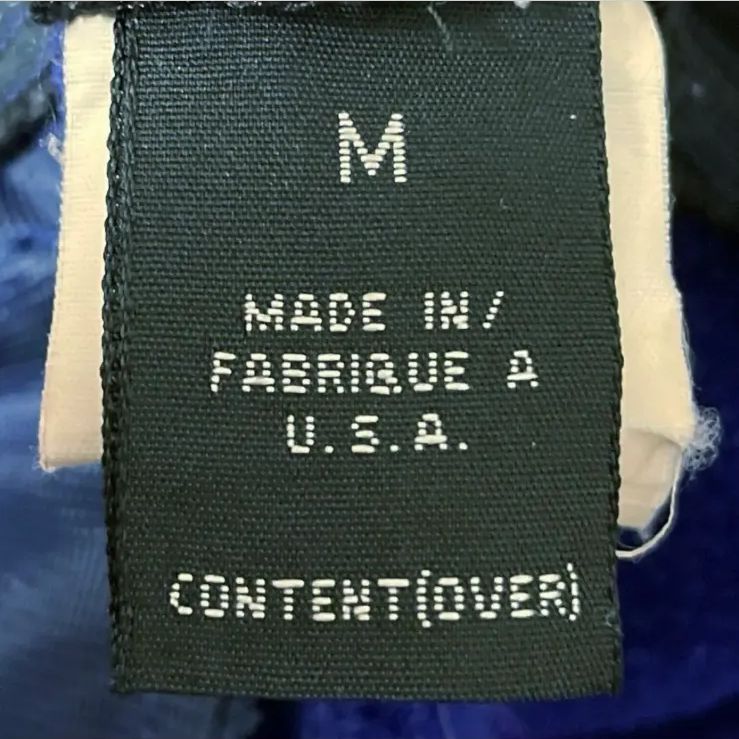 M
MADE IN/
FABRIQUE A
U.S.A.
CONTENT(OVER)